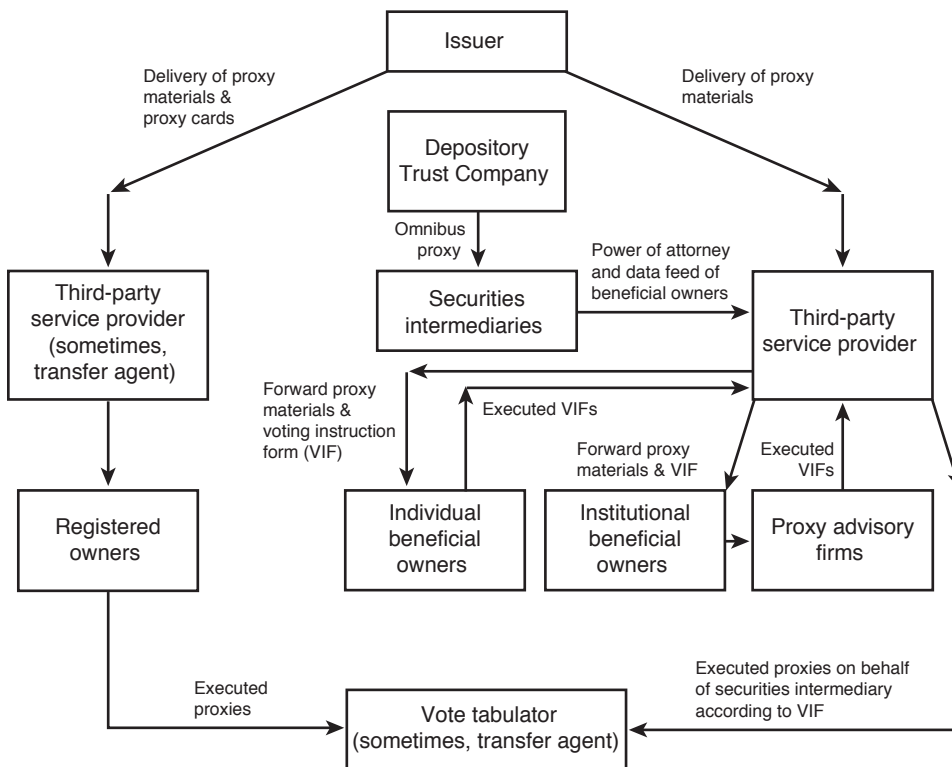 Issuer
Delivery of proxy
materials &
proxy cards
Delivery of proxy
materials
Depository
Trust Company
Omnibus
proxy
Power of attorney
and data feed of
beneficial owners
Third-party
service provider
(sometimes,
transfer agent)
Securities
intermediaries
Third-party
service provider
Forward proxy
materials &
voting instruction
form (VIF)
Executed VIFs
Forward proxy
materials & VIF
Executed
VIFs
Registered
owners
Individual
beneficial
owners
Institutional
beneficial
owners
Proxy advisory
firms
Executed
proxies
Vote tabulator
(sometimes, transfer agent)
Executed proxies on behalf
of securities intermediary
according to VIF